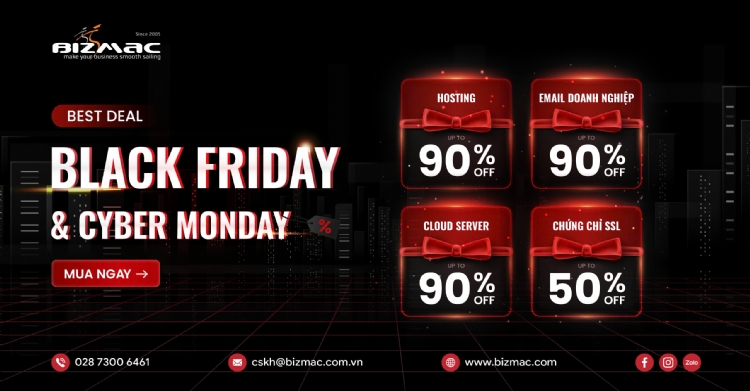 Since 2005
BIZMAC
make your business smooth sailing
BEST DEAL
BLACK FRIDAY
& CYBER MONDAY
%
MUA NGAY →
HOSTING
UP TO
90% OFF
EMAIL DOANH NGHIỆP
UP TO
90% OFF
CLOUD SERVER
UP TO
90% OFF
CHỨNG CHỈ SSL
UP TO
50% OFF
028 7300 6461
cskh@bizmac.com.vn
www.bizmac.com
Zalo